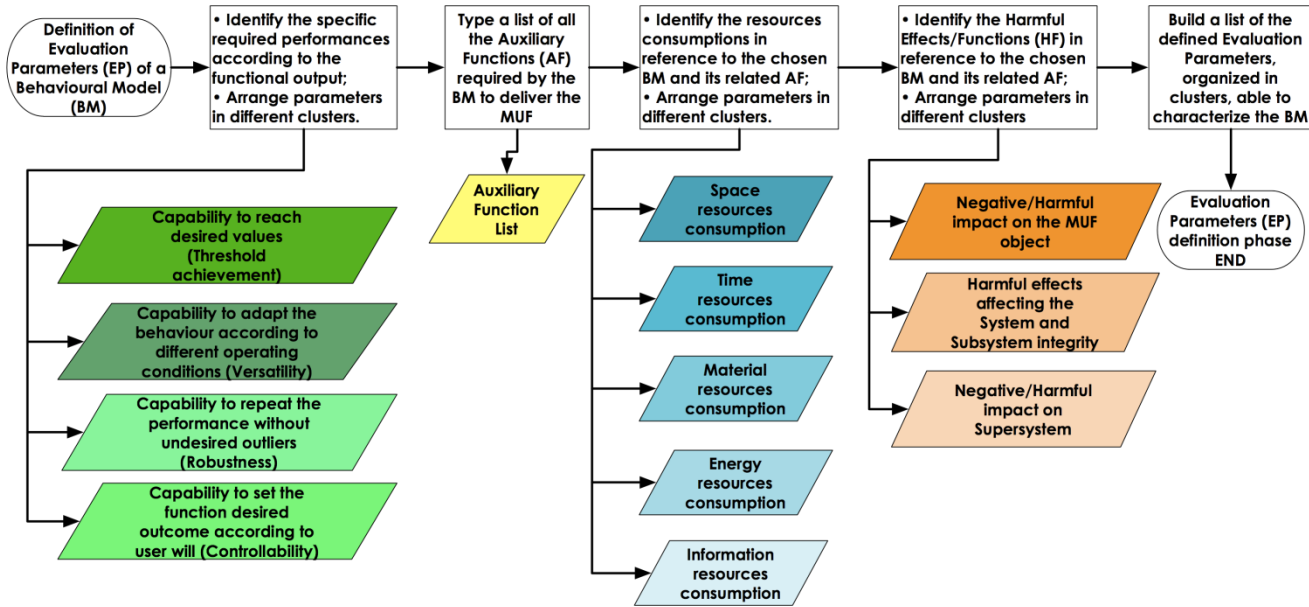 Definition of
Evaluation
Parameters (EP) of a
Behavioural Model
(BM)
• Identify the specific
required performances
according to the
functional output;
• Arrange parameters
in different clusters.
Type a list of all
the Auxiliary
Functions (AF)
required by the
BM to deliver the
MUF
• Identify the resources
consumptions in
reference to the chosen
BM and its related AF;
• Arrange parameters in
different clusters.
• Identify the Harmful
Effects/Functions (HF) in
reference to the chosen
BM and its related AF;
• Arrange parameters in
different clusters
Build a list of the
defined Evaluation
Parameters,
organized in
clusters, able to
characterize the BM
Capability to reach
desired values
(Threshold
achievement)
Capability to adapt the
behaviour according to
different operating
conditions (Versatility)
Capability to repeat the
performance without
undesired outliers
(Robustness)
Capability to set the
function desired
outcome according to
user will (Controllability)
Auxiliary
Function
List
Space
resources
consumption
Time
resources
consumption
Material
resources
consumption
Energy
resources
consumption
Information
resources
consumption
Negative/Harmful
impact on the MUF
object
Harmful effects
affecting the
System and
Subsystem integrity
Negative/Harmful
impact on
Supersystem
Evaluation
Parameters (EP)
definition phase
END